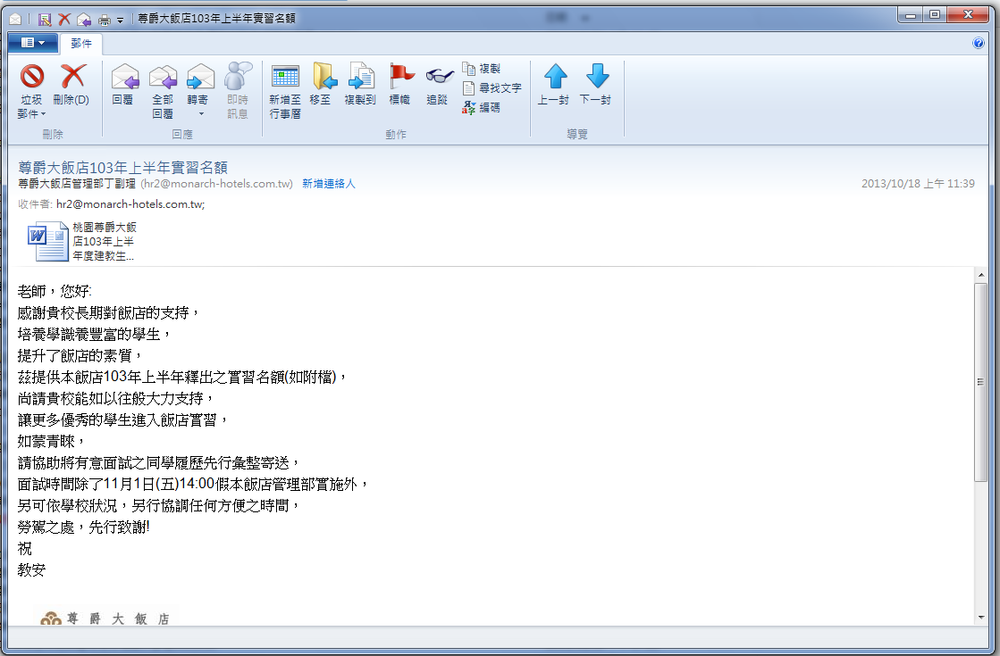 尊爵大飯店103年上半年實習名額
郵件
垃圾郵件
刪除(D)
回覆
全部回覆
轉寄
即時訊息
新增至行事曆
移至
複製到
標幟
追蹤
複製
尋找文字
編碼
上一封
下一封
刪除
回應
動作
導覽
尊爵大飯店103年上半年實習名額
尊爵大飯店管理部丁副理 (hr2@monarch-hotels.com.tw) 新增連絡人
2013/10/18 上午 11:39
收件者: hr2@monarch-hotels.com.tw;
桃園尊爵大飯
店103年上半
年度建教生...
老師，您好:
感謝貴校長期對飯店的支持，
培養學識養豐富的學生，
提升了飯店的素質，
茲提供本飯店103年上半年釋出之實習名額(如附檔)，
尚請貴校能如以往般大力支持，
讓更多優秀的學生進入飯店實習，
如蒙青睞，
請協助將有意面試之同學履歷先行彙整寄送，
面試時間除了11月1日(五)14:00假本飯店管理部實施外，
另可依學校狀況，另行協調任何方便之時間，
勞駕之處，先行致謝!
祝
教安
尊爵大飯店